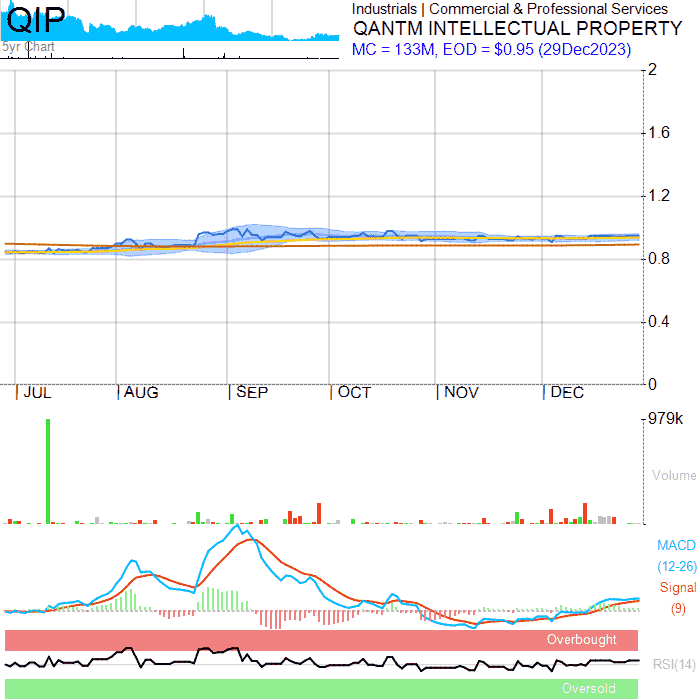 QIP
5yr Chart
Industrials | Commercial & Professional Services
QANTM INTELLECTUAL PROPERTY
MC = 133M, EOD = $0.95 (29Dec2023)
2
1.6
1.2
0.8
0.4
0
JUL AUG SEP OCT NOV DEC
979k
Volume
MACD
(12-26)
Signal
(9)
Overbought
RSI(14)
Oversold